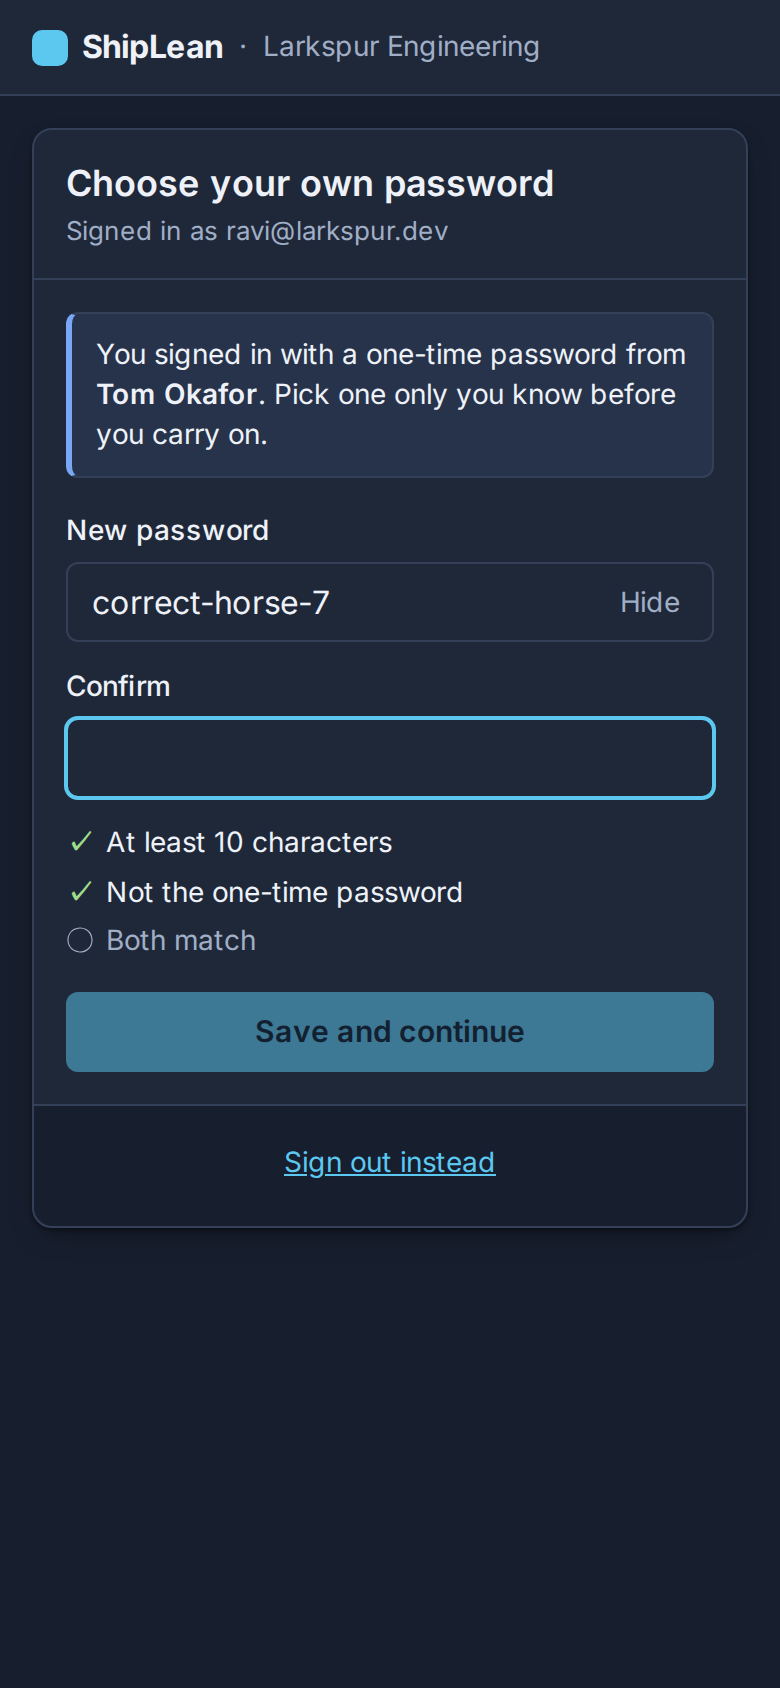 ShipLean · Larkspur Engineering
Choose your own password
Signed in as ravi@larkspur.dev
You signed in with a one-time password from
Tom Okafor. Pick one only you know before
you carry on.
New password
correct-horse-7 Hide
Confirm
✓ At least 10 characters
✓ Not the one-time password
○ Both match
Save and continue
Sign out instead